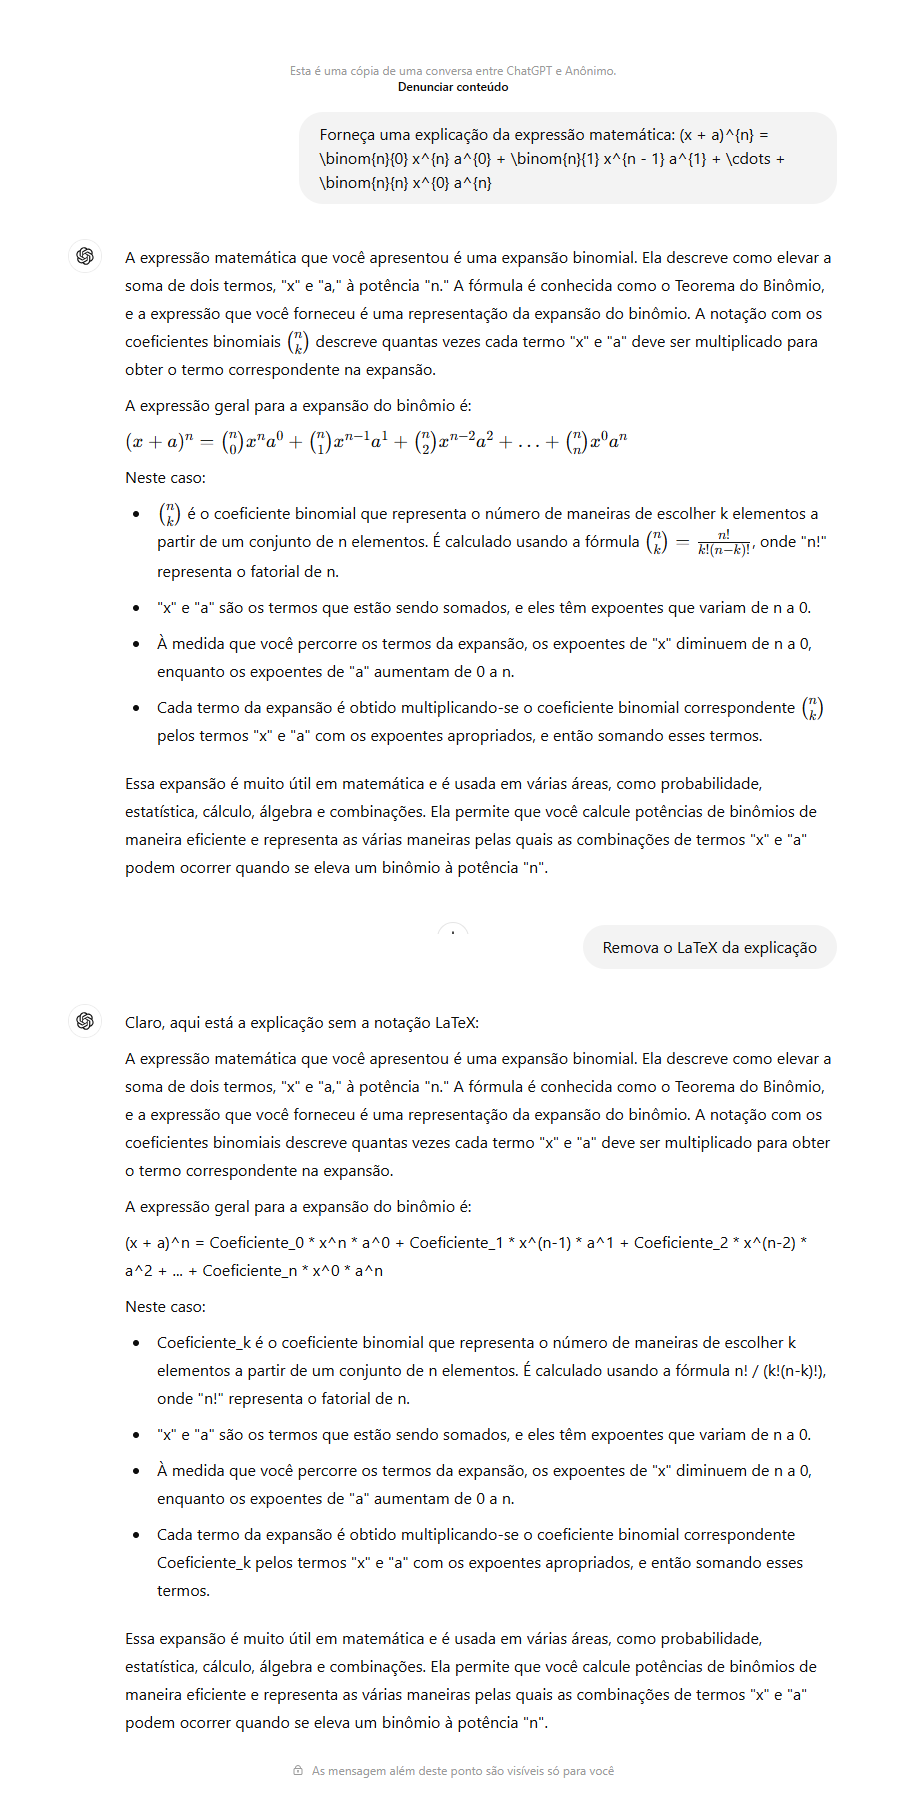 Esta é uma cópia de uma conversa entre ChatGPT e Anônimo.
Denunciar conteúdo
Forneça uma explicação da expressão matemática: (x + a)^{n} =
\binom{n}{0} x^{n} a^{0} + \binom{n}{1} x^{n - 1} a^{1} + \cdots +
\binom{n}{n} x^{0} a^{n}
A expressão matemática que você apresentou é uma expansão binomial. Ela descreve como elevar a
soma de dois termos, "x" e "a," à potência "n." A fórmula é conhecida como o Teorema do Binômio,
e a expressão que você forneceu é uma representação da expansão do binômio. A notação com os
coeficientes binomiais \binom{n}{k} descreve quantas vezes cada termo "x" e "a" deve ser multiplicado para
obter o termo correspondente na expansão.
A expressão geral para a expansão do binômio é:
(x + a)^n = \binom{n}{0}x^n a^0 + \binom{n}{1}x^{n-1}a^1 + \binom{n}{2}x^{n-2}a^2 + \ldots + \binom{n}{n}x^0 a^n
Neste caso:
• \binom{n}{k} é o coeficiente binomial que representa o número de maneiras de escolher k elementos a
partir de um conjunto de n elementos. É calculado usando a fórmula \binom{n}{k} = \frac{n!}{k!(n-k)!}, onde "n!"
representa o fatorial de n.
• "x" e "a" são os termos que estão sendo somados, e eles têm expoentes que variam de n a 0.
• À medida que você percorre os termos da expansão, os expoentes de "x" diminuem de n a 0,
enquanto os expoentes de "a" aumentam de 0 a n.
• Cada termo da expansão é obtido multiplicando-se o coeficiente binomial correspondente \binom{n}{k}
pelos termos "x" e "a" com os expoentes apropriados, e então somando esses termos.
Essa expansão é muito útil em matemática e é usada em várias áreas, como probabilidade,
estatística, cálculo, álgebra e combinações. Ela permite que você calcule potências de binômios de
maneira eficiente e representa as várias maneiras pelas quais as combinações de termos "x" e "a"
podem ocorrer quando se eleva um binômio à potência "n".
Remova o LaTeX da explicação
Claro, aqui está a explicação sem a notação LaTeX:
A expressão matemática que você apresentou é uma expansão binomial. Ela descreve como elevar a
soma de dois termos, "x" e "a," à potência "n." A fórmula é conhecida como o Teorema do Binômio,
e a expressão que você forneceu é uma representação da expansão do binômio. A notação com os
coeficientes binomiais descreve quantas vezes cada termo "x" e "a" deve ser multiplicado para obter
o termo correspondente na expansão.
A expressão geral para a expansão do binômio é:
(x + a)^n = Coeficiente_0 * x^n * a^0 + Coeficiente_1 * x^(n-1) * a^1 + Coeficiente_2 * x^(n-2) *
a^2 + ... + Coeficiente_n * x^0 * a^n
Neste caso:
• Coeficiente_k é o coeficiente binomial que representa o número de maneiras de escolher k
elementos a partir de um conjunto de n elementos. É calculado usando a fórmula n! / (k!(n-k)!),
onde "n!" representa o fatorial de n.
• "x" e "a" são os termos que estão sendo somados, e eles têm expoentes que variam de n a 0.
• À medida que você percorre os termos da expansão, os expoentes de "x" diminuem de n a 0,
enquanto os expoentes de "a" aumentam de 0 a n.
• Cada termo da expansão é obtido multiplicando-se o coeficiente binomial correspondente
Coeficiente_k pelos termos "x" e "a" com os expoentes apropriados, e então somando esses
termos.
Essa expansão é muito útil em matemática e é usada em várias áreas, como probabilidade,
estatística, cálculo, álgebra e combinações. Ela permite que você calcule potências de binômios de
maneira eficiente e representa as várias maneiras pelas quais as combinações de termos "x" e "a"
podem ocorrer quando se eleva um binômio à potência "n".
As mensagem além deste ponto são visíveis só para você